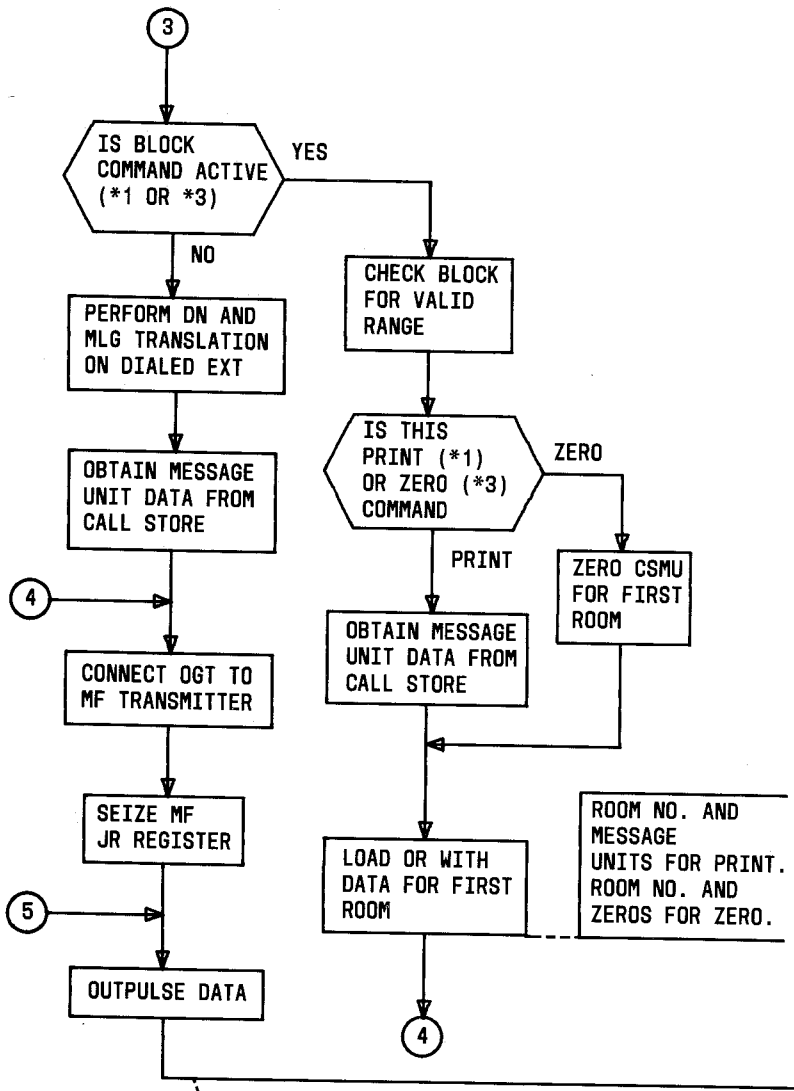 3
IS BLOCK
COMMAND ACTIVE
(*1 OR *3)
YES
NO
PERFORM DN AND
MLG TRANSLATION
ON DIALED EXT
OBTAIN MESSAGE
UNIT DATA FROM
CALL STORE
4
CONNECT OGT TO
MF TRANSMITTER
SEIZE MF
JR REGISTER
5
OUTPULSE DATA
CHECK BLOCK
FOR VALID
RANGE
IS THIS
PRINT (*1)
OR ZERO (*3)
COMMAND
ZERO
PRINT
ZERO CSMU
FOR FIRST
ROOM
OBTAIN MESSAGE
UNIT DATA FROM
CALL STORE
LOAD OR WITH
DATA FOR FIRST
ROOM
ROOM NO. AND
MESSAGE
UNITS FOR PRINT.
ROOM NO. AND
ZEROS FOR ZERO.
4